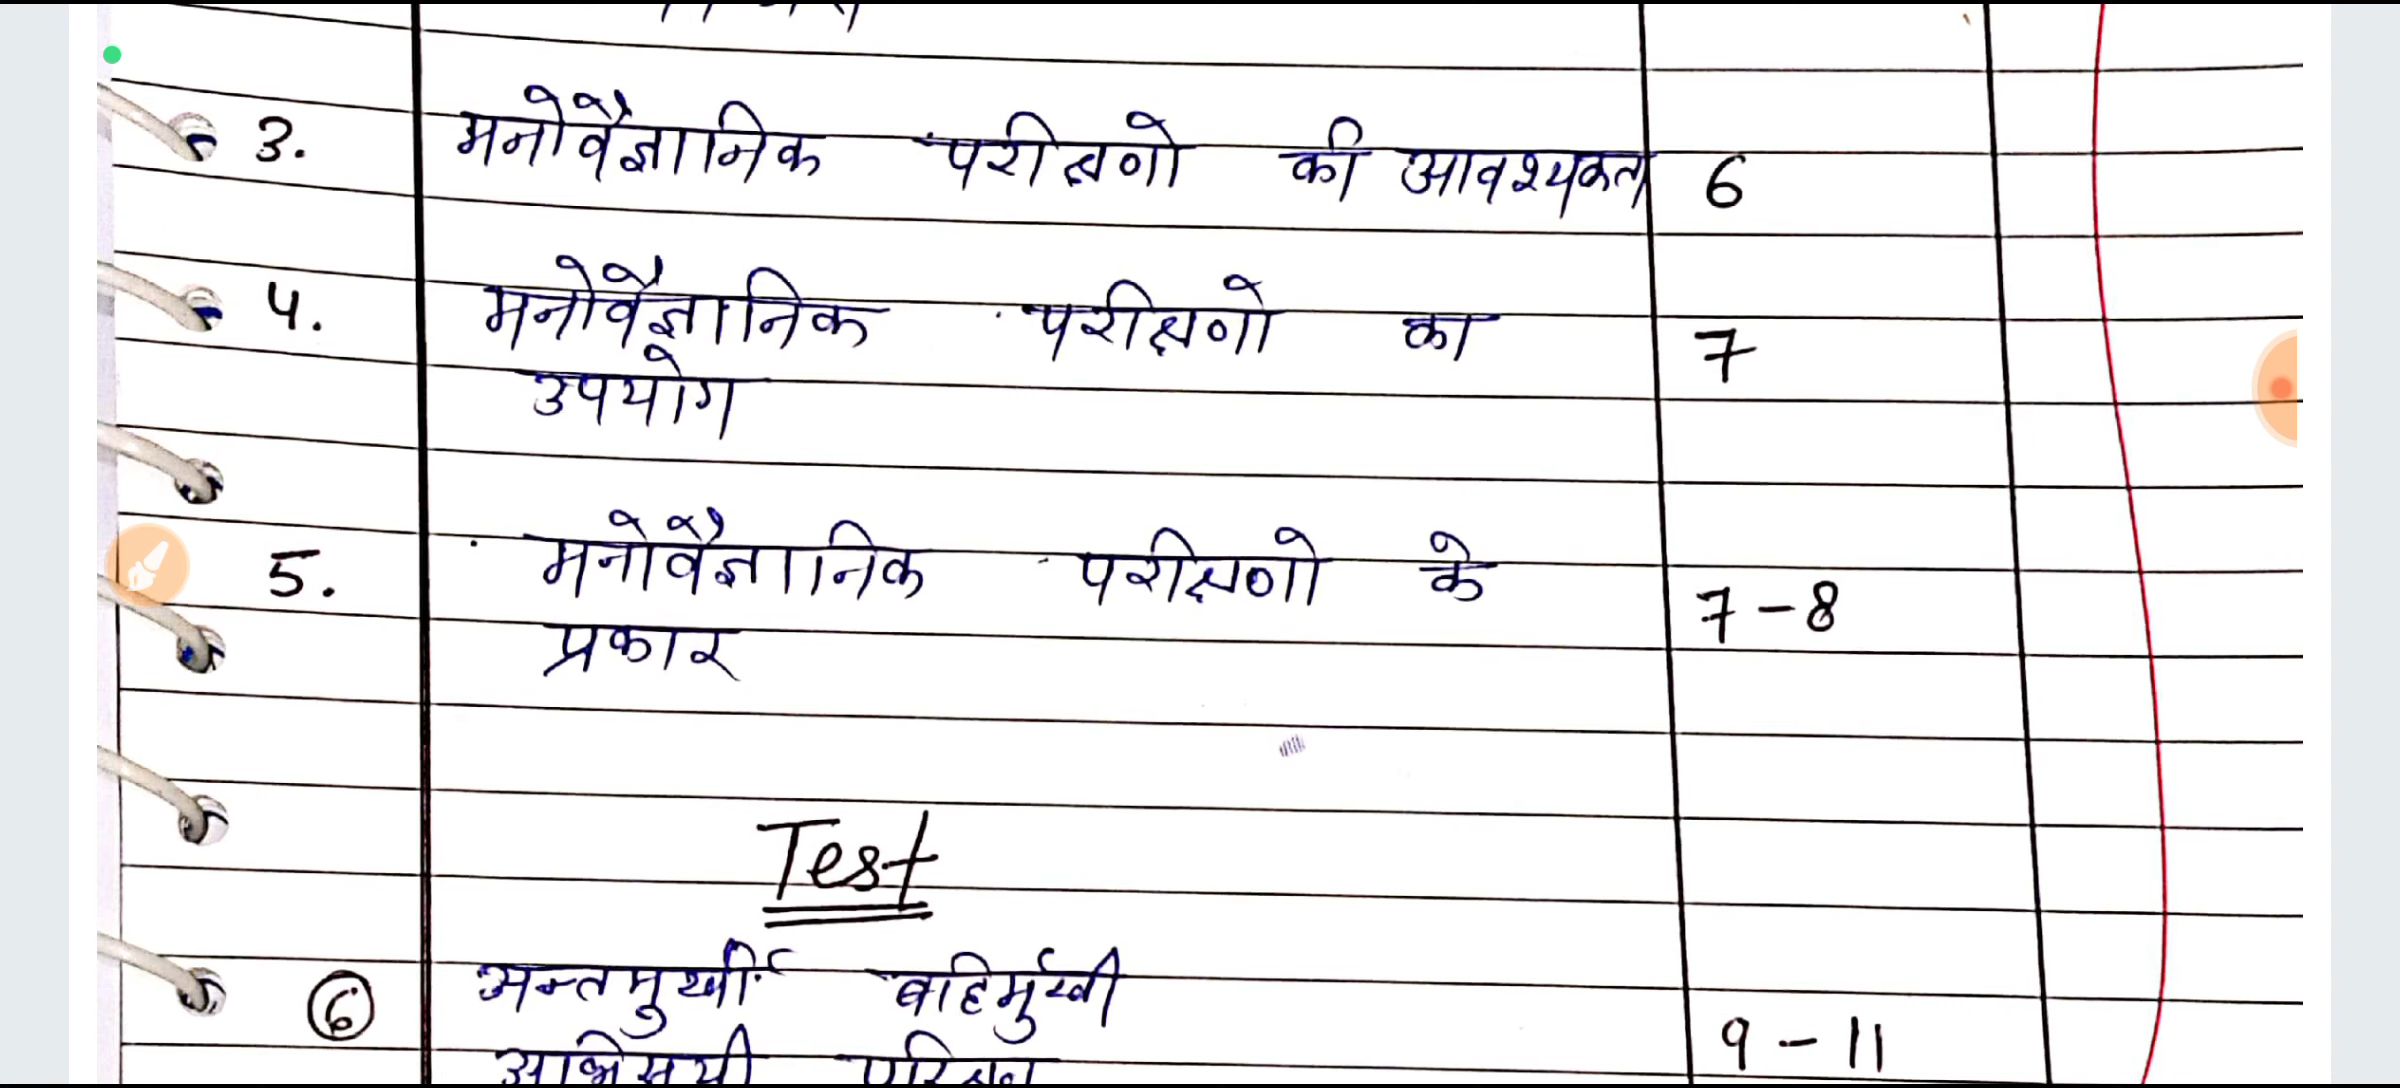 3. मनोवैज्ञानिक परीक्षणो की आवश्यकता 6
4. मनोवैज्ञानिक परीक्षणो का 7
उपयोग
5. मनोवैज्ञानिक परीक्षणो के 7-8
प्रकार
Test
6 अन्तमुर्खी बहिर्मुखी
9-11